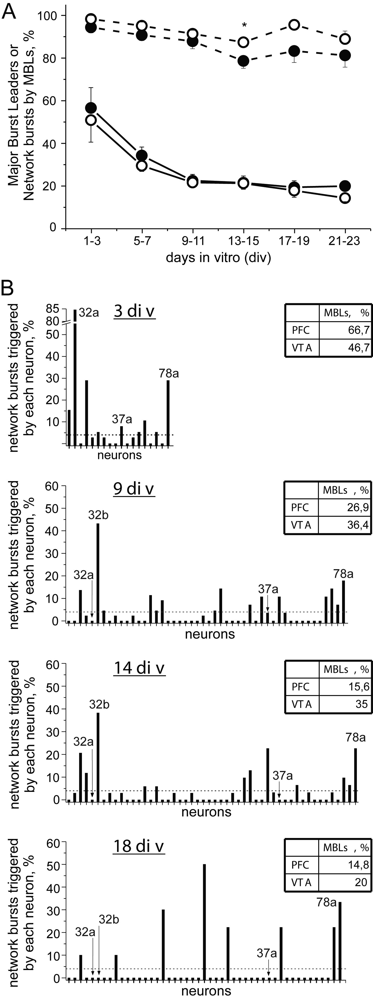 A
Major Burst Leaders or
Network bursts by MBLs, %
100
80
60
40
20
0
*
1-3 5-7 9-11 13-15 17-19 21-23
days in vitro (div)
B
network bursts triggered
by each neuron, %
85
80
80
50
40
30
20
10
3 di v
32a
37a
78a
neurons
MBLs, %
PFC 66,7
VT A 46,7
network bursts triggered
by each neuron, %
60
50
40
30
20
10
0
9 di v
32b
32a
37a
78a
neurons
MBLs , %
PFC 26,9
VT A 36,4
network bursts triggered
by each neuron, %
60
50
40
30
20
10
0
14 di v
32b
32a
37a
78a
neurons
MBLs , %
PFC 15,6
VT A 35
network bursts triggered
by each neuron, %
60
50
40
30
20
10
0
18 di v
32b
32a
37a
78a
neurons
MBLs , %
PFC 14,8
VT A 20